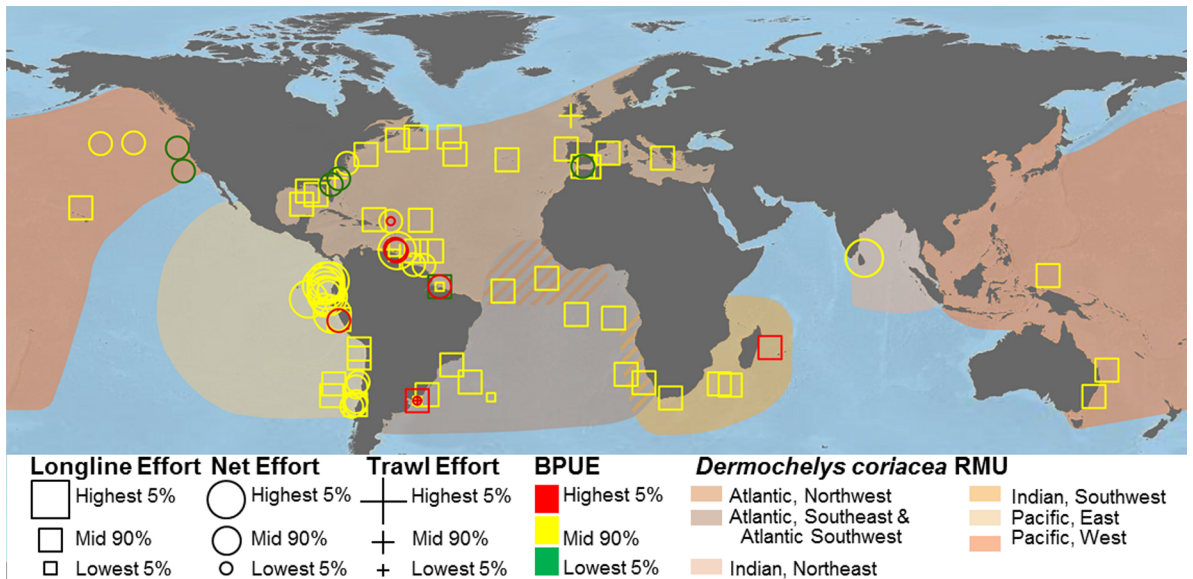 Longline Effort
Highest 5%
Mid 90%
Lowest 5%
Net Effort
Highest 5%
Mid 90%
Lowest 5%
Trawl Effort
Highest 5%
Mid 90%
Lowest 5%
BPUE
Highest 5%
Mid 90%
Lowest 5%
Dermochelys coriacea RMU
Atlantic, Northwest
Atlantic, Southeast &
Atlantic Southwest
Indian, Northeast
Indian, Southwest
Pacific, East
Pacific, West